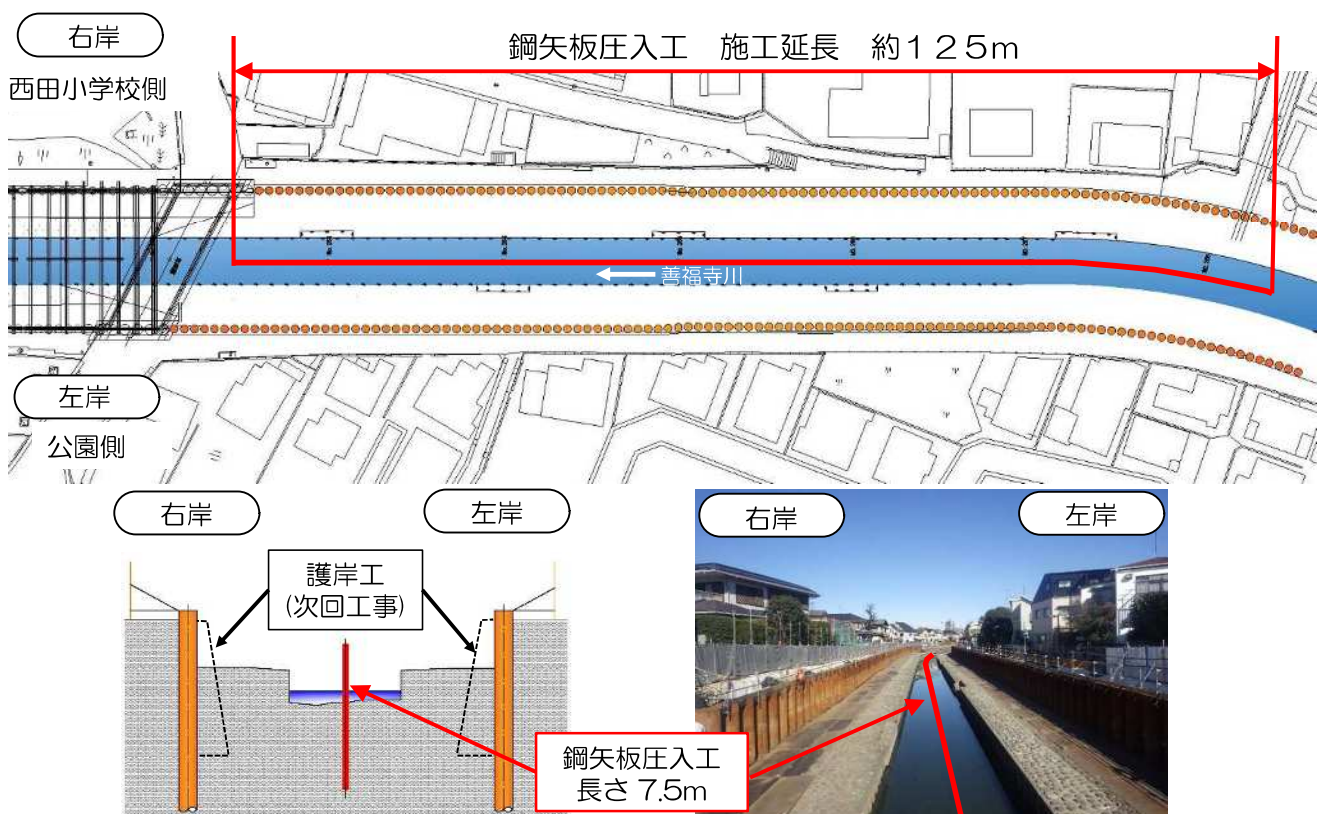 右岸
西田小学校側
鋼矢板圧入工　施工延長　約１２５m
善福寺川
左岸
公園側
右岸
左岸
護岸工
(次回工事)
右岸
左岸
鋼矢板圧入工
長さ 7.5m